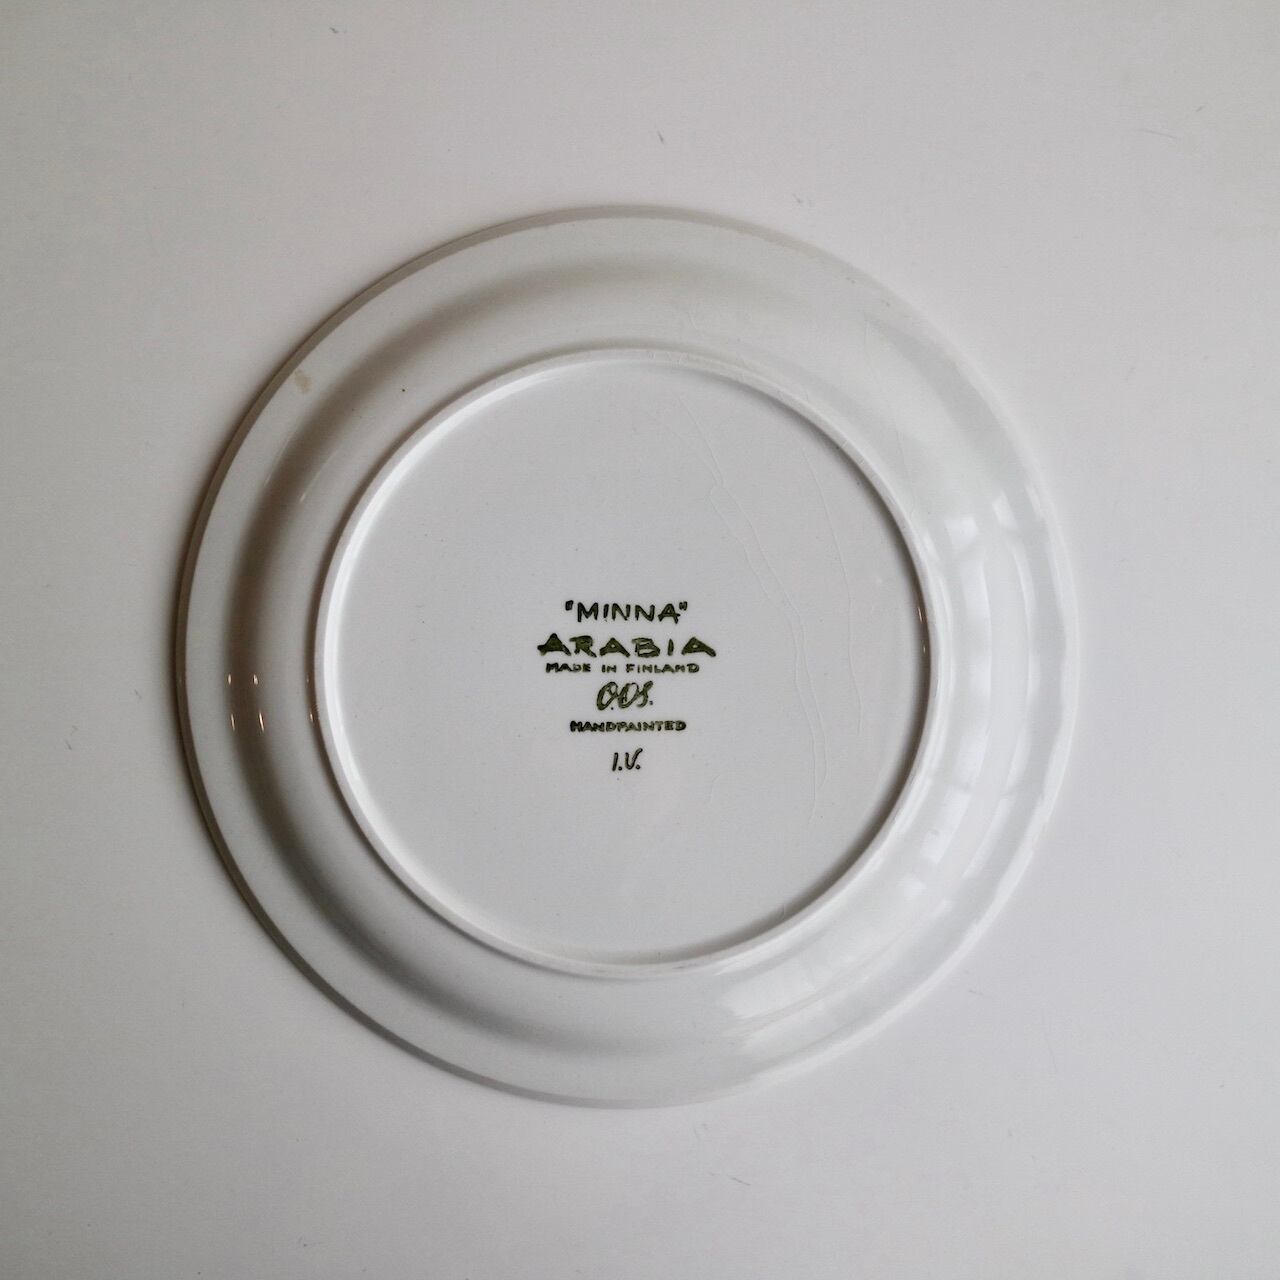 "MINNA"
ARABIA
MADE IN FINLAND
O.O.S.
HANDPAINTED
I.V.